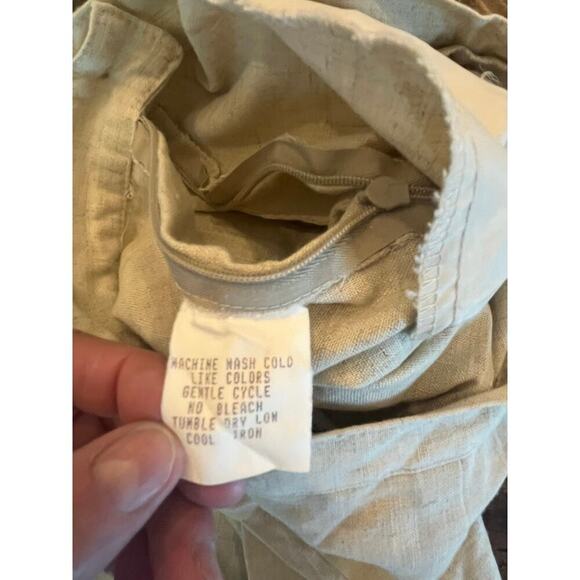 MACHINE WASH COLD
LIKE COLORS
GENTLE CYCLE
NO BLEACH
TUMBLE DRY LOW
COOL IRON